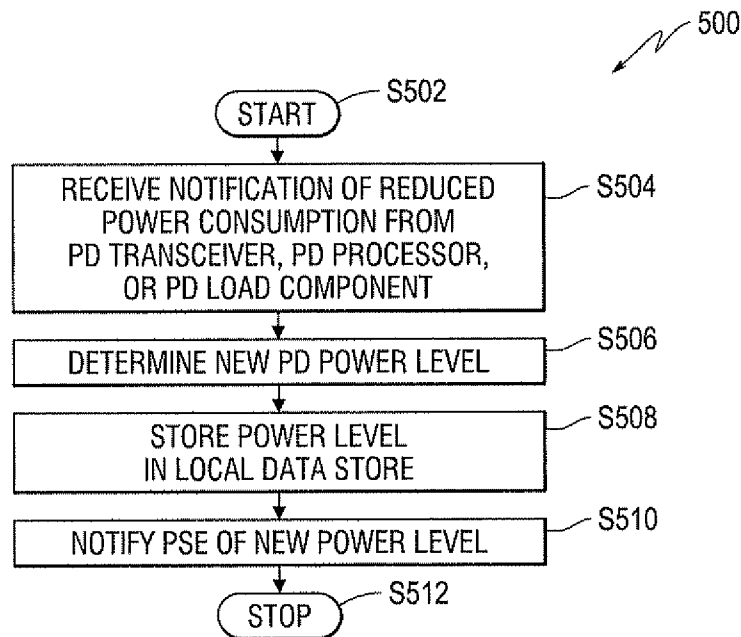 500
START
S502
RECEIVE NOTIFICATION OF REDUCED
POWER CONSUMPTION FROM
PD TRANSCEIVER, PD PROCESSOR,
OR PD LOAD COMPONENT
S504
DETERMINE NEW PD POWER LEVEL
S506
STORE POWER LEVEL
IN LOCAL DATA STORE
S508
NOTIFY PSE OF NEW POWER LEVEL
S510
STOP
S512